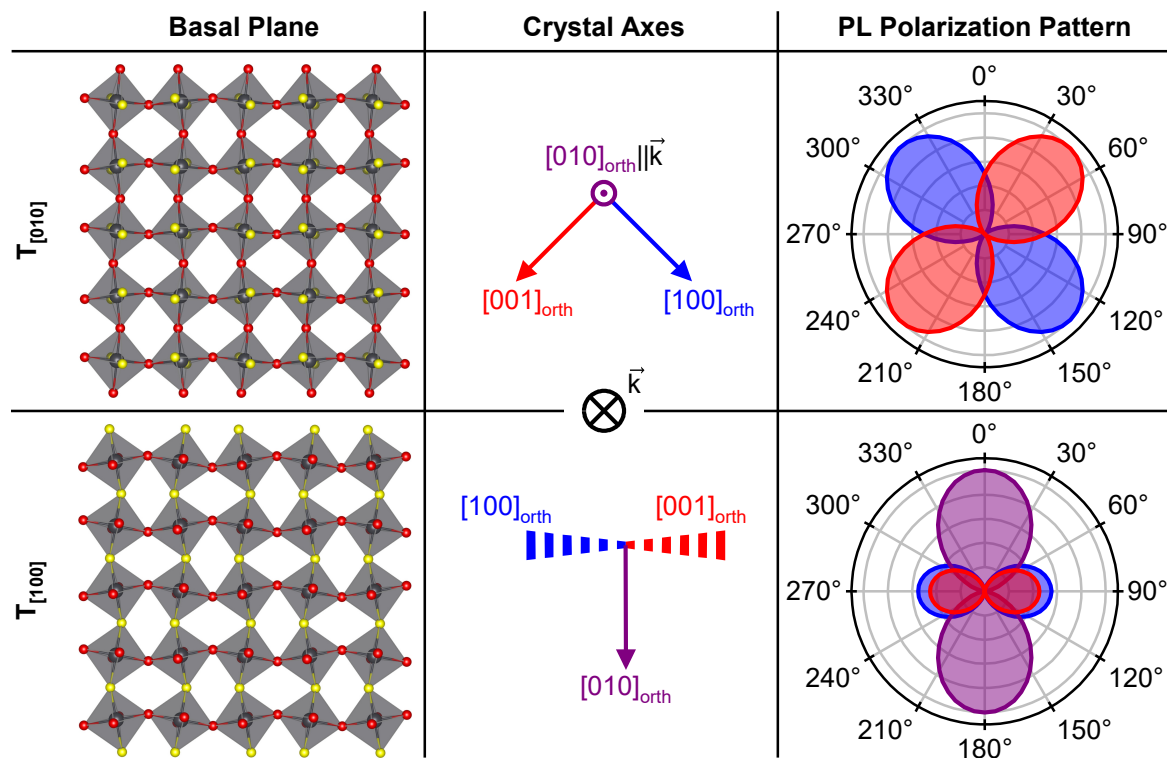 Basal Plane
Crystal Axes
PL Polarization Pattern
T[010]
[010]orth||k⃗
[001]orth
[100]orth
0°
30°
60°
90°
120°
150°
180°
210°
240°
270°
300°
330°
k⃗
T[100]
[100]orth
[001]orth
[010]orth
0°
30°
60°
90°
120°
150°
180°
210°
240°
270°
300°
330°